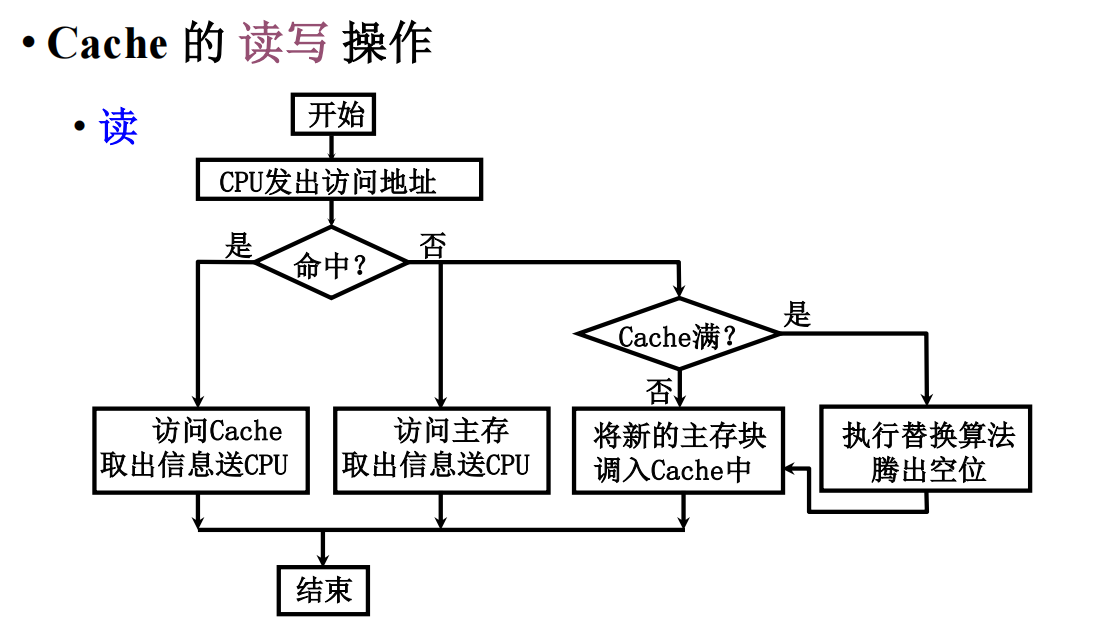 • Cache 的 读写 操作
• 读
开始
CPU发出访问地址
命中?
是
否
Cache满?
是
否
访问Cache
取出信息送CPU
访问主存
取出信息送CPU
将新的主存块
调入Cache中
执行替换算法
腾出空位
结束